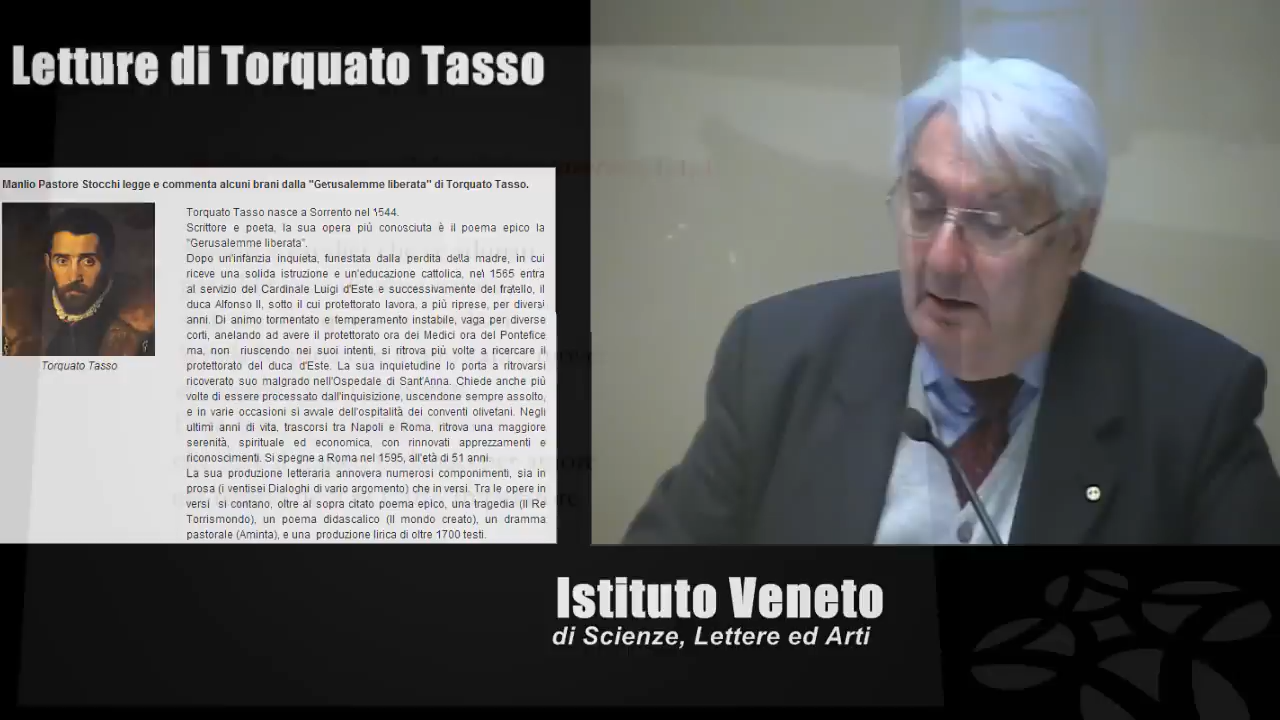 Letture di Torquato Tasso
Manlio Pastore Stocchi legge e commenta alcuni brani dalla "Gerusalemme liberata" di Torquato Tasso.
Torquato Tasso nasce a Sorrento nel 1544.
Scrittore e poeta, la sua opera più conosciuta è il poema epico la
"Gerusalemme liberata".
Dopo un'infanzia inquieta, funestata dalla perdita della madre, in cui
riceve una solida istruzione e un'educazione cattolica, nel 1565 entra
al servizio del Cardinale Luigi d'Este e successivamente del fratello, il
duca Alfonso II, sotto il cui protettorato lavora, a più riprese, per diversi
anni. Di animo tormentato e temperamento instabile, vaga per diverse
corti, anelando ad avere il protettorato ora dei Medici ora del Pontefice
ma, non riuscendo nei suoi intenti, si ritrova più volte a ricercare il
protettorato del duca d'Este. La sua inquietudine lo porta a ritrovarsi
ricoverato suo malgrado nell'Ospedale di Sant'Anna. Chiede anche più
volte di essere processato dall'inquisizione, uscendone sempre assolto,
e in varie occasioni si avvale dell'ospitalità dei conventi olivetani. Negli
ultimi anni di vita, trascorsi tra Napoli e Roma, ritrova una maggiore
serenità, spirituale ed economica, con rinnovati apprezzamenti e
riconoscimenti. Si spegne a Roma nel 1595, all'età di 51 anni.
La sua produzione letteraria annovera numerosi componimenti, sia in
prosa (i ventisei Dialoghi di vario argomento) che in versi. Tra le opere in
versi si contano, oltre al sopra citato poema epico, una tragedia (Il Re
Torrismondo), un poema didascalico (Il mondo creato), un dramma
pastorale (Aminta), e una produzione lirica di oltre 1700 testi.
Torquato Tasso
Istituto Veneto
di Scienze, Lettere ed Arti